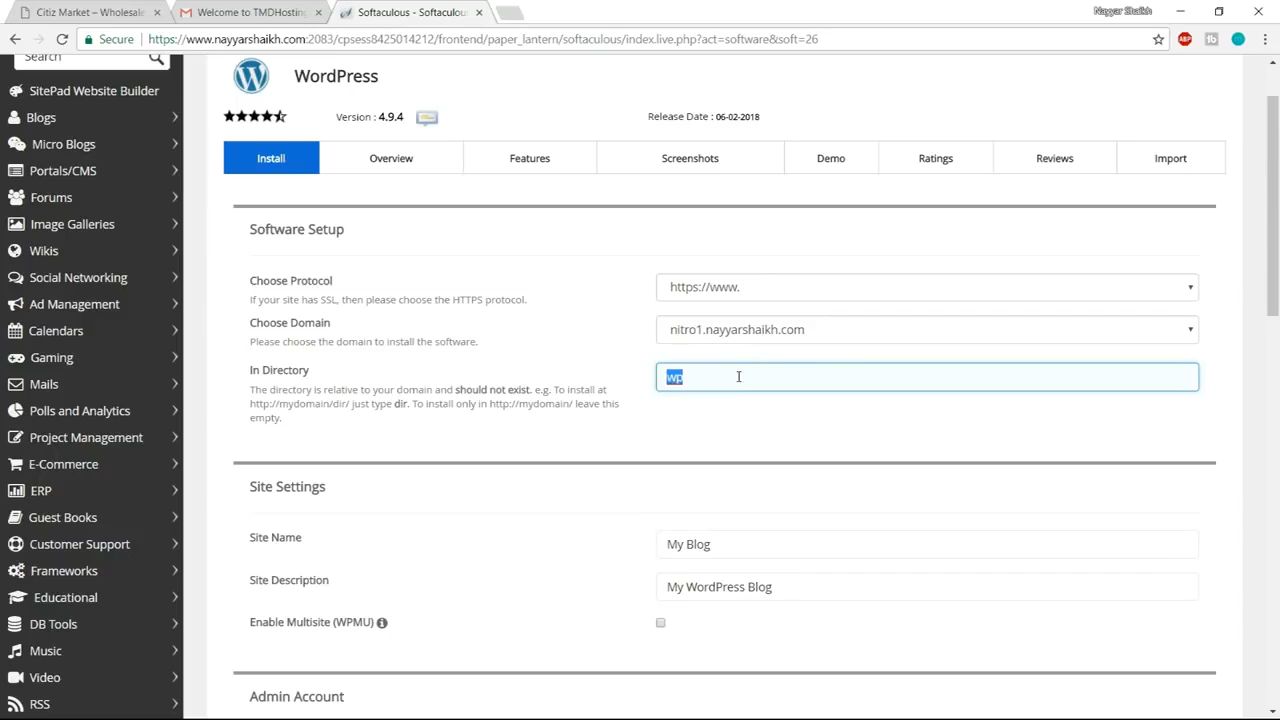 Citiz Market – Wholesale
Welcome to TMDHosting
Softaculous - Softaculou
Nayyar Shaikh
Secure
https://www.nayyarshaikh.com:2083/cpsess8425014212/frontend/paper_lantern/softaculous/index.live.php?act=software&soft=26
ABP
tb
Search
SitePad Website Builder
Blogs
Micro Blogs
Portals/CMS
Forums
Image Galleries
Wikis
Social Networking
Ad Management
Calendars
Gaming
Mails
Polls and Analytics
Project Management
E-Commerce
ERP
Guest Books
Customer Support
Frameworks
Educational
DB Tools
Music
Video
RSS
WordPress
Version : 4.9.4
Release Date : 06-02-2018
Install
Overview
Features
Screenshots
Demo
Ratings
Reviews
Import
Software Setup
Choose Protocol
If your site has SSL, then please choose the HTTPS protocol.
https://www.
Choose Domain
Please choose the domain to install the software.
nitro1.nayyarshaikh.com
In Directory
The directory is relative to your domain and should not exist. e.g. To install at
http://mydomain/dir/ just type dir. To install only in http://mydomain/ leave this
empty.
wp
Site Settings
Site Name
My Blog
Site Description
My WordPress Blog
Enable Multisite (WPMU)
Admin Account